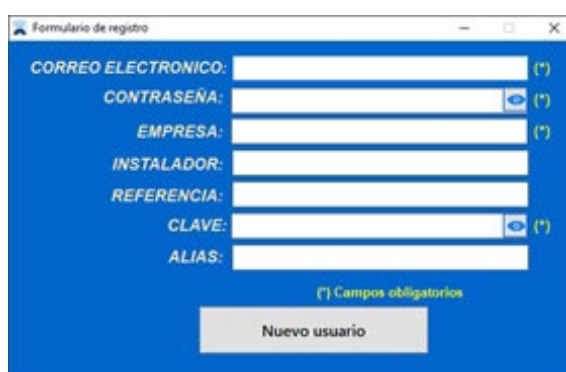 Formulario de registro
CORREO ELECTRONICO: (*)
CONTRASEÑA: (*)
EMPRESA: (*)
INSTALADOR:
REFERENCIA:
CLAVE: (*)
ALIAS:
(*) Campos obligatorios
Nuevo usuario